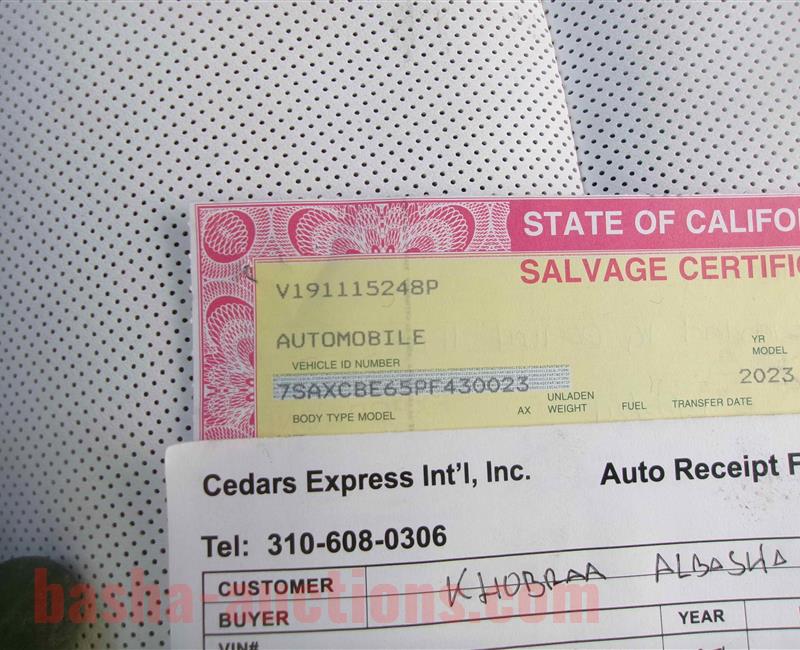 STATE OF CALIFO
SALVAGE CERTIFIC
V191115248P
AUTOMOBILE
YR
MODEL
VEHICLE ID NUMBER
7SAXCBE65PF430023
2023
BODY TYPE MODEL
AX
UNLADEN
WEIGHT
FUEL
TRANSFER DATE
Cedars Express Int'l, Inc.
Auto Receipt F
Tel: 310-608-0306
CUSTOMER
KHOBRAA ALBASHA
BUYER
YEAR
VIN#
basha-auctions.com